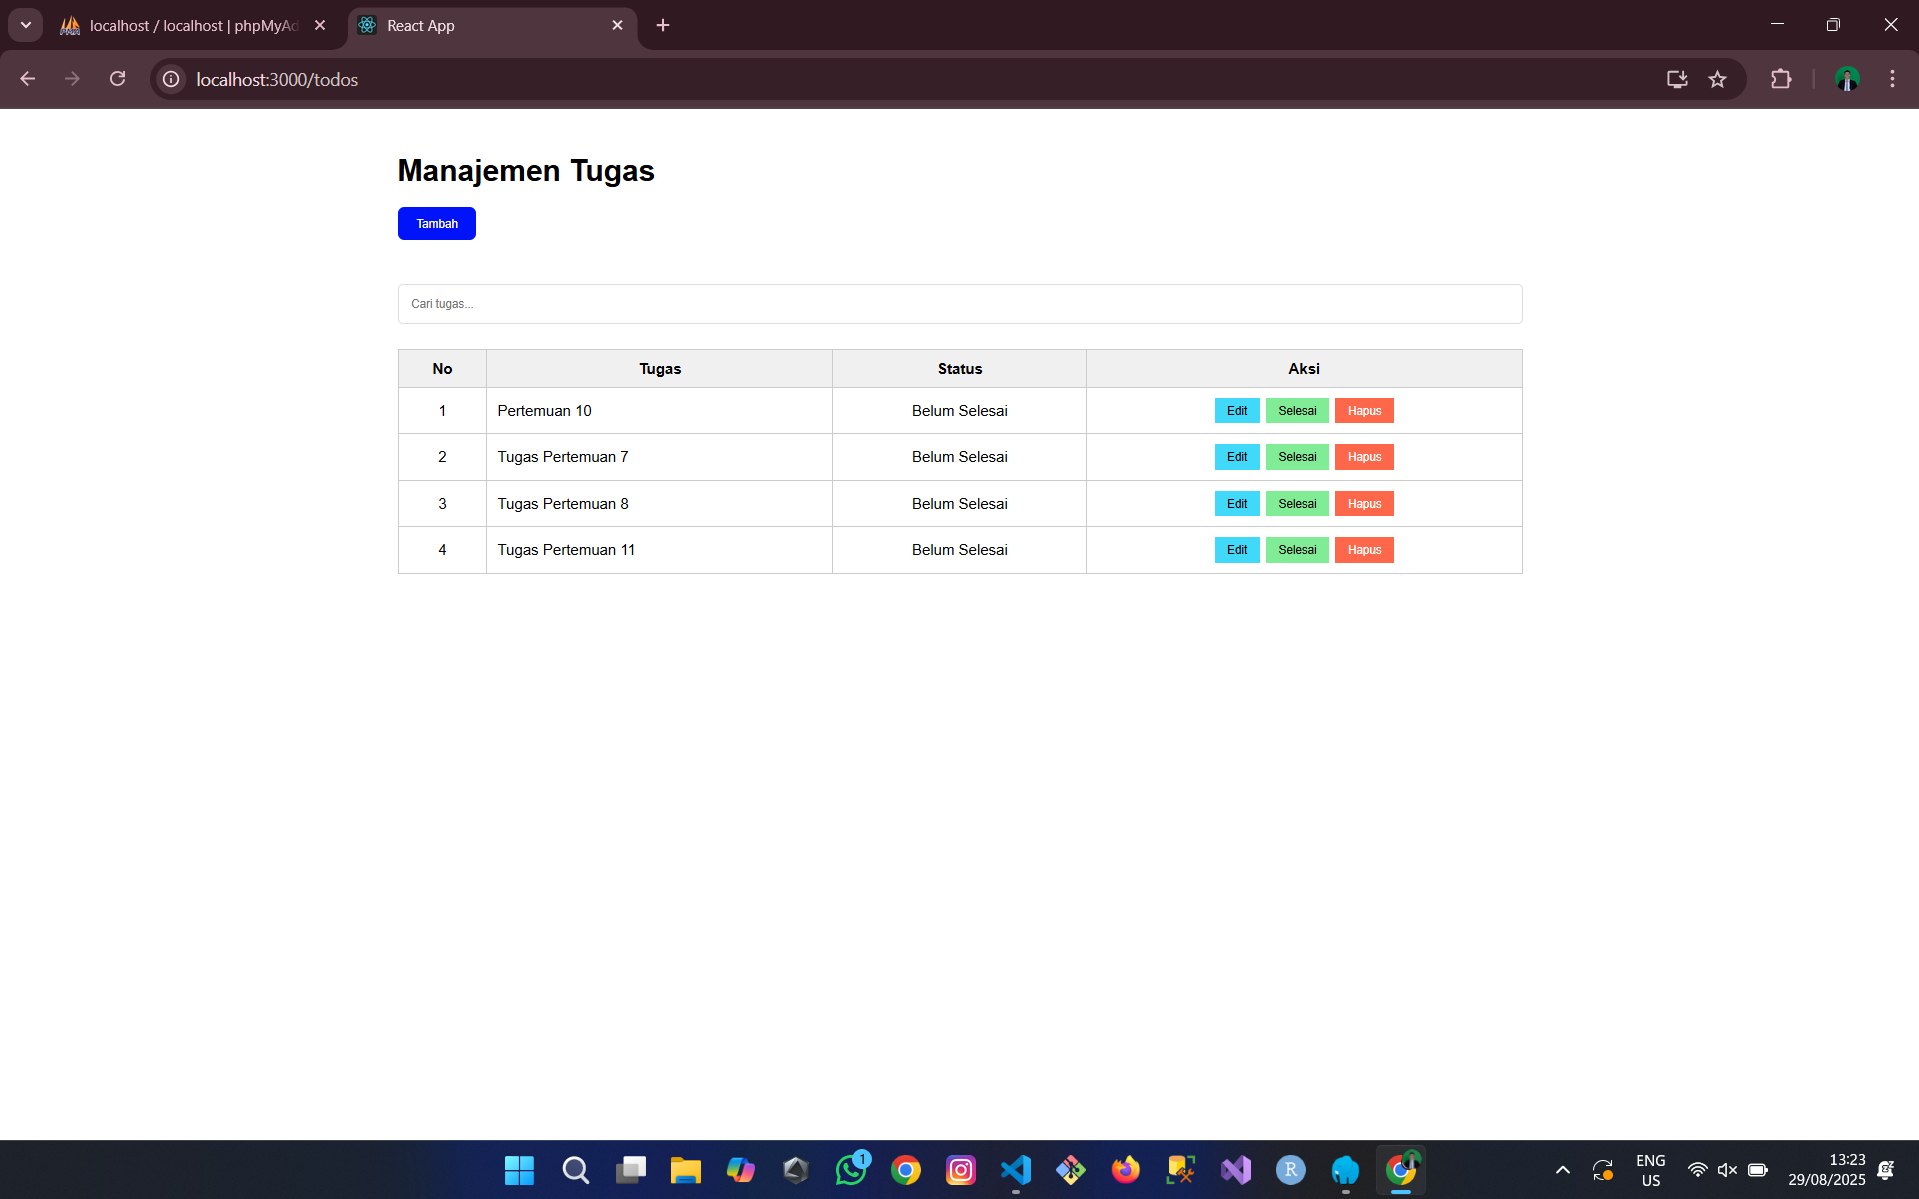 localhost / localhost | phpMyAd
React App
localhost:3000/todos
Manajemen Tugas
Tambah
Cari tugas...
No Tugas Status Aksi
1 Pertemuan 10 Belum Selesai Edit Selesai Hapus
2 Tugas Pertemuan 7 Belum Selesai Edit Selesai Hapus
3 Tugas Pertemuan 8 Belum Selesai Edit Selesai Hapus
4 Tugas Pertemuan 11 Belum Selesai Edit Selesai Hapus
1
R
ENG
US
13:23
29/08/2025